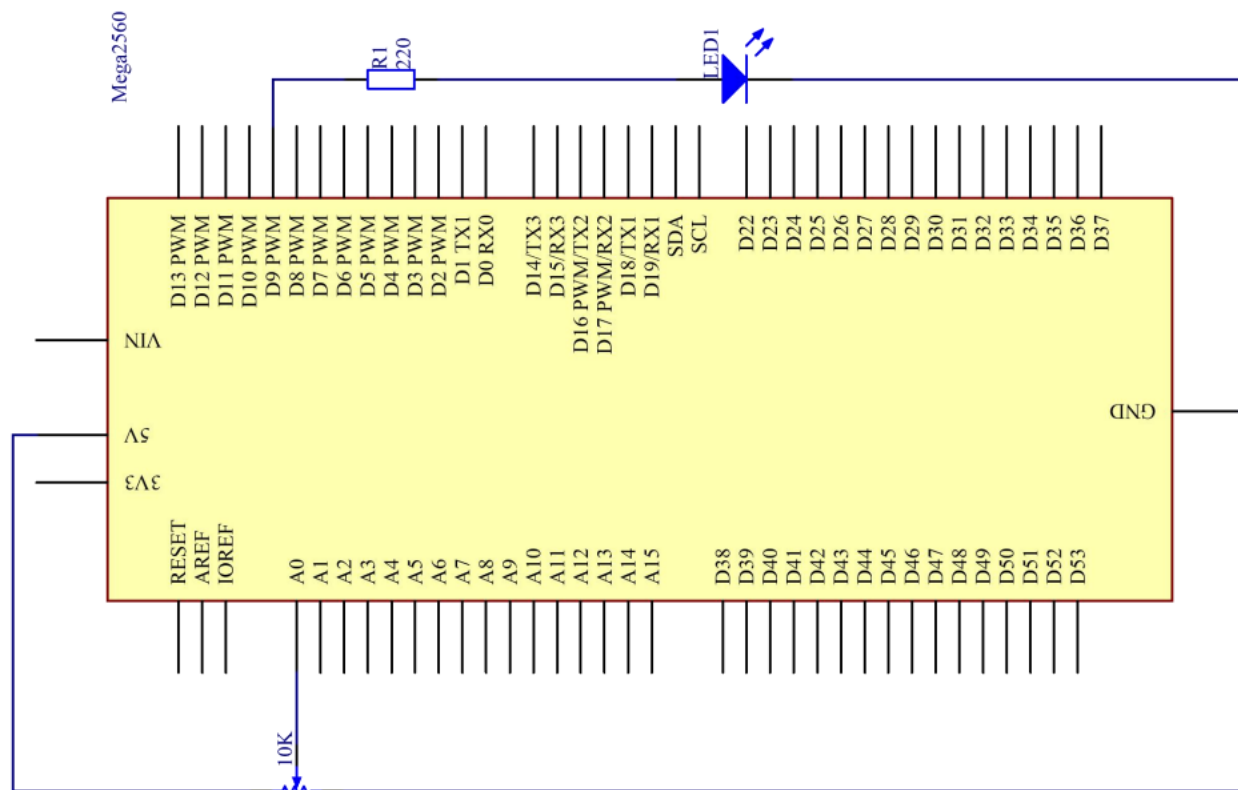 Mega2560
R1
220
LED1
D13 PWM
D12 PWM
D11 PWM
D10 PWM
D9 PWM
D8 PWM
D7 PWM
D6 PWM
D5 PWM
D4 PWM
D3 PWM
D2 PWM
D1 TX1
D0 RX0
D14/TX3
D15/RX3
D16 PWM/TX2
D17 PWM/RX2
D18/TX1
D19/RX1
SDA
SCL
D22
D23
D24
D25
D26
D27
D28
D29
D30
D31
D32
D33
D34
D35
D36
D37
VIN
5V
3V3
GND
RESET
AREF
IOREF
A0
A1
A2
A3
A4
A5
A6
A7
A8
A9
A10
A11
A12
A13
A14
A15
D38
D39
D40
D41
D42
D43
D44
D45
D46
D47
D48
D49
D50
D51
D52
D53
10K